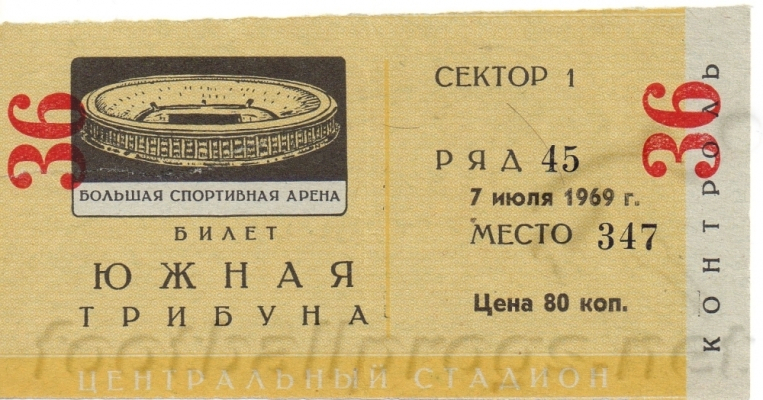 36
БОЛЬШАЯ СПОРТИВНАЯ АРЕНА
БИЛЕТ
ЮЖНАЯ
ТРИБУНА
СЕКТОР 1
РЯД 45
7 июля 1969 г.
МЕСТО 347
Цена 80 коп.
36
КОНТРОЛЬ
ЦЕНТРАЛЬНЫЙ СТАДИОН
footballprogs.net